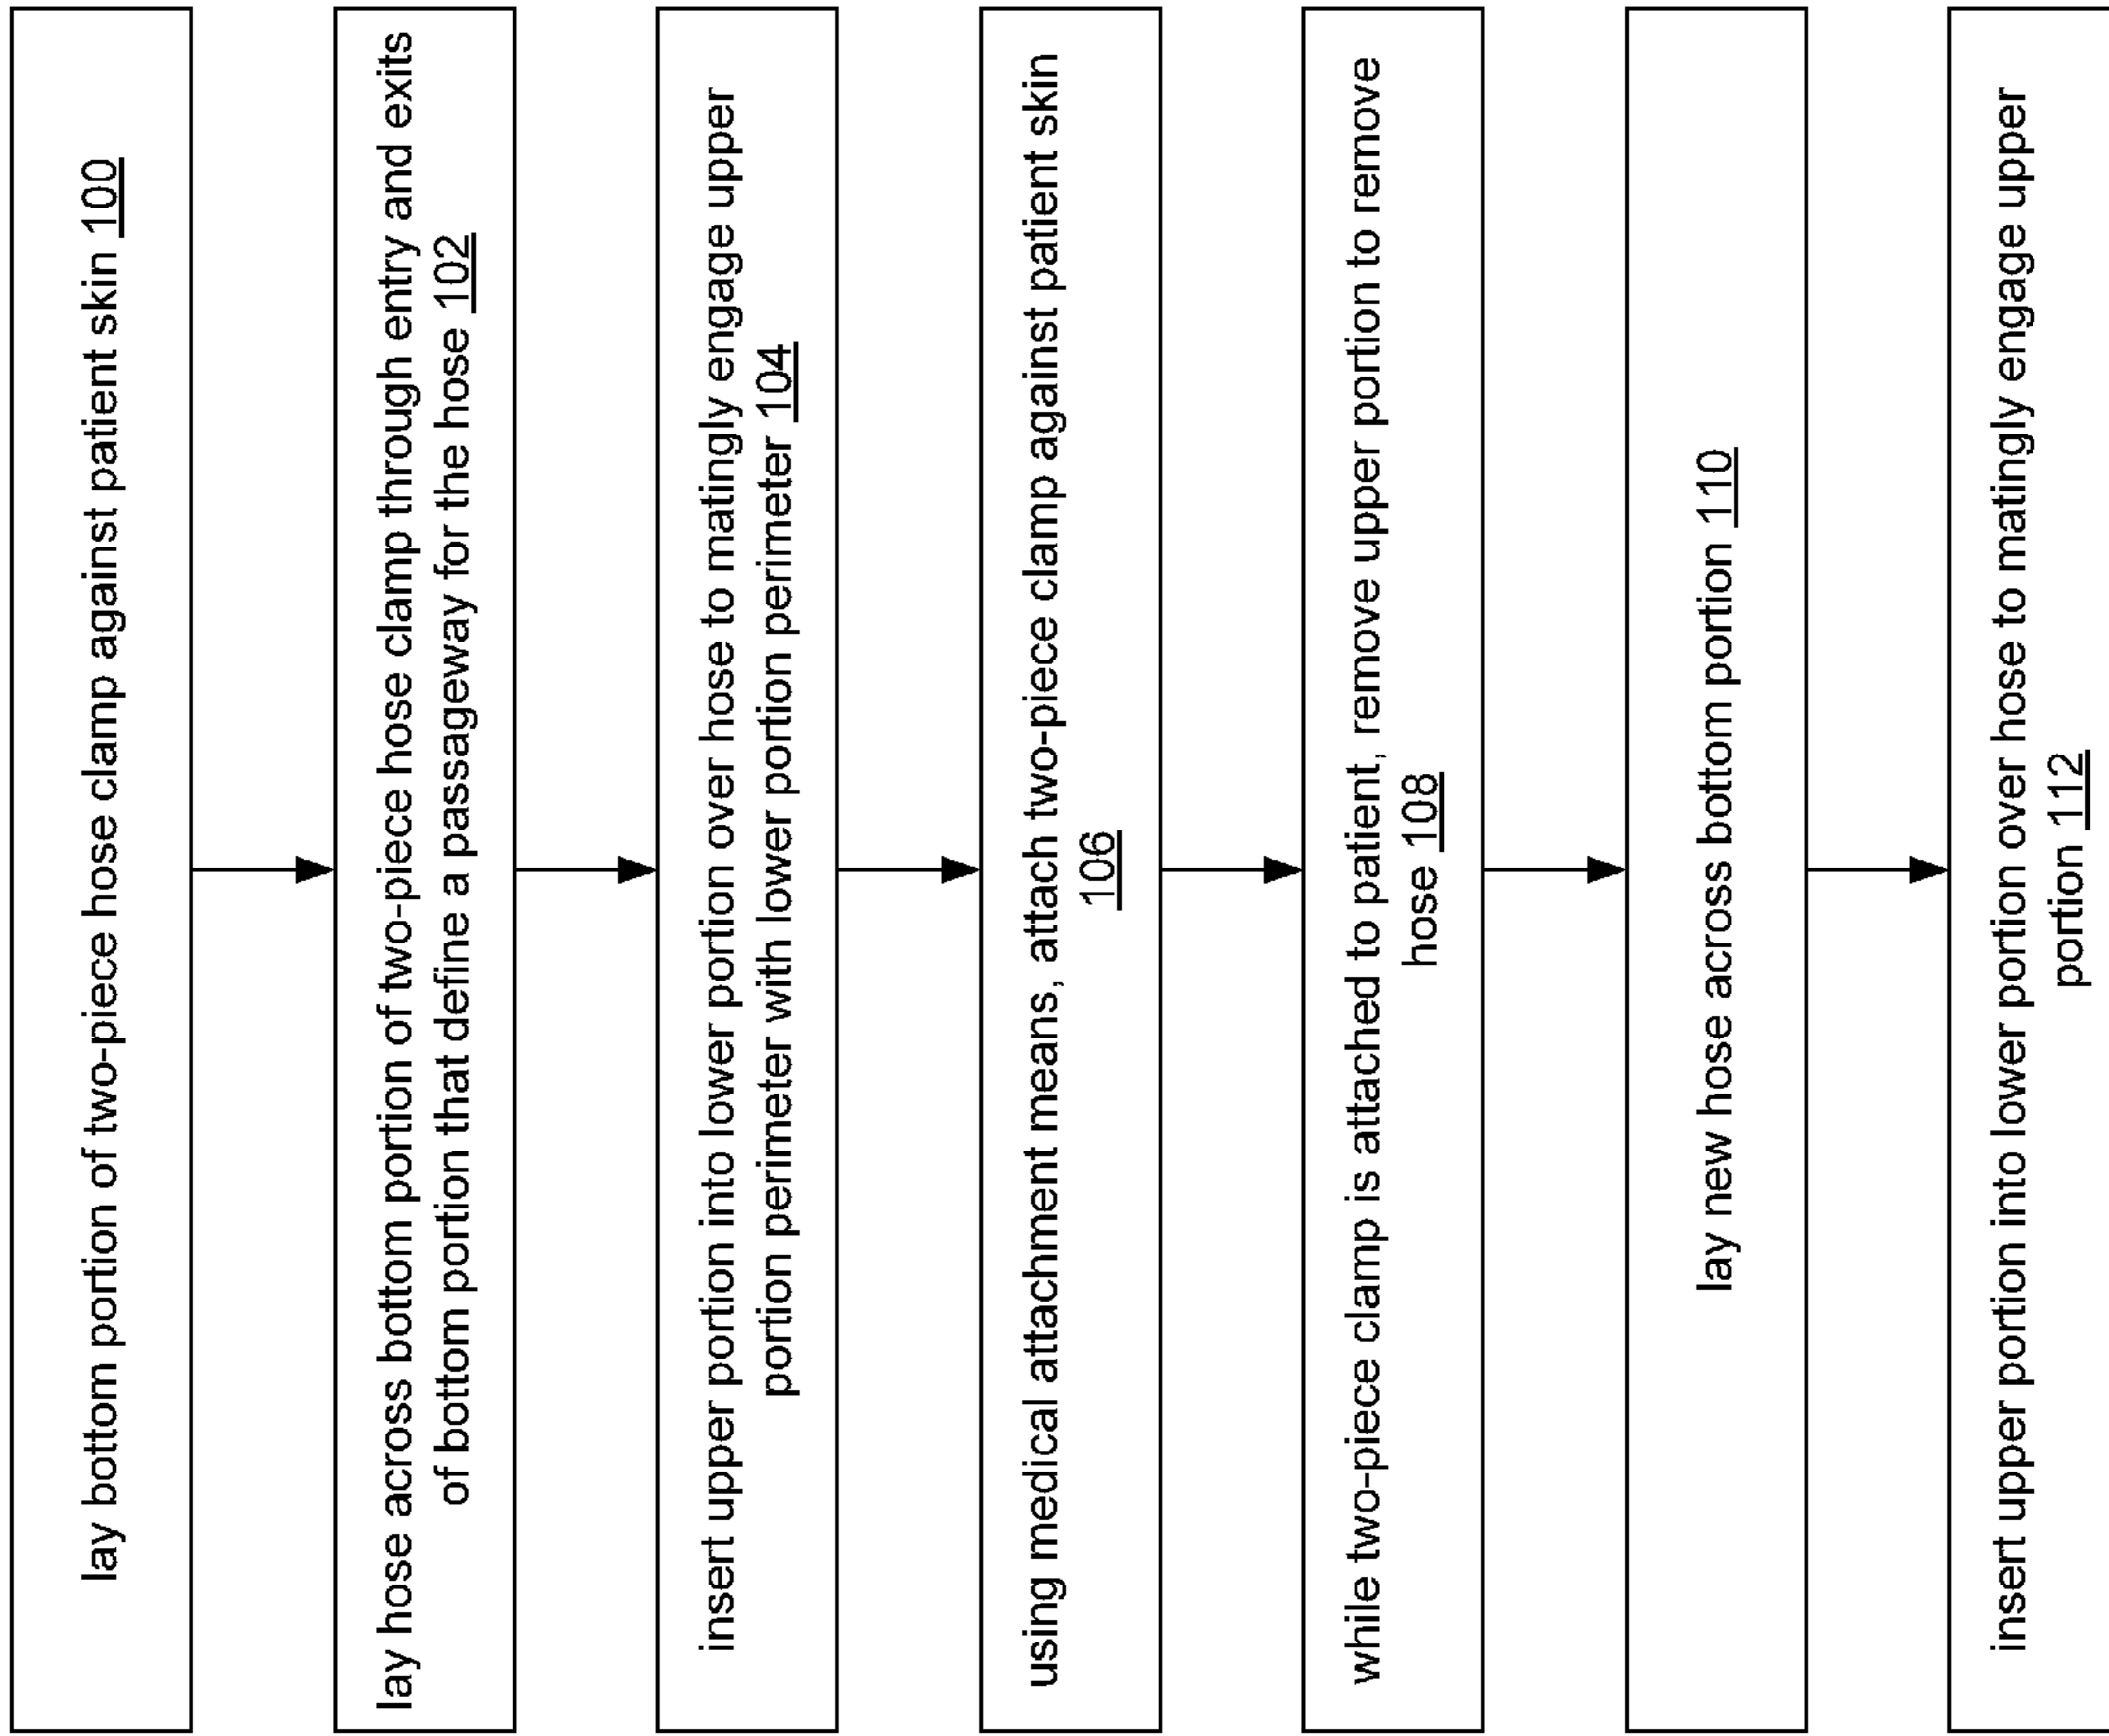 lay bottom portion of two-piece hose clamp against patient skin 100
lay hose across bottom portion of two-piece hose clamp through entry and exits
of bottom portion that define a passageway for the hose 102
insert upper portion into lower portion over hose to matingly engage upper
portion perimeter with lower portion perimeter 104
using medical attachment means, attach two-piece clamp against patient skin
106
while two-piece clamp is attached to patient, remove upper portion to remove
hose 108
lay new hose across bottom portion 110
insert upper portion into lower portion over hose to matingly engage upper
portion 112